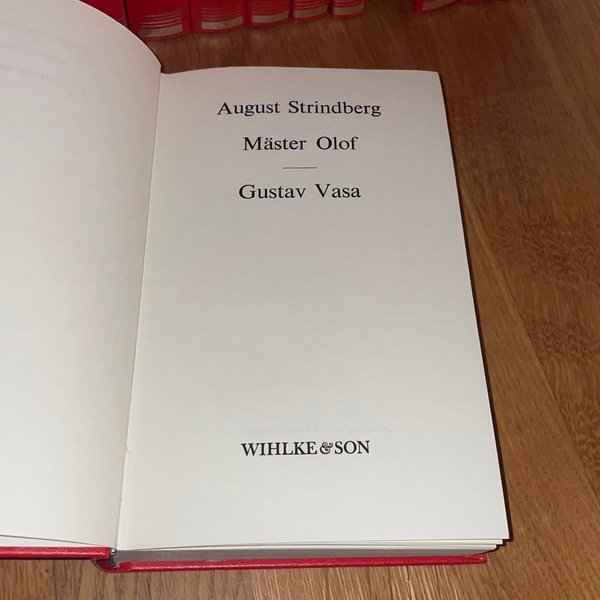 August Strindberg
Mäster Olof
Gustav Vasa
WIHLKE & SON